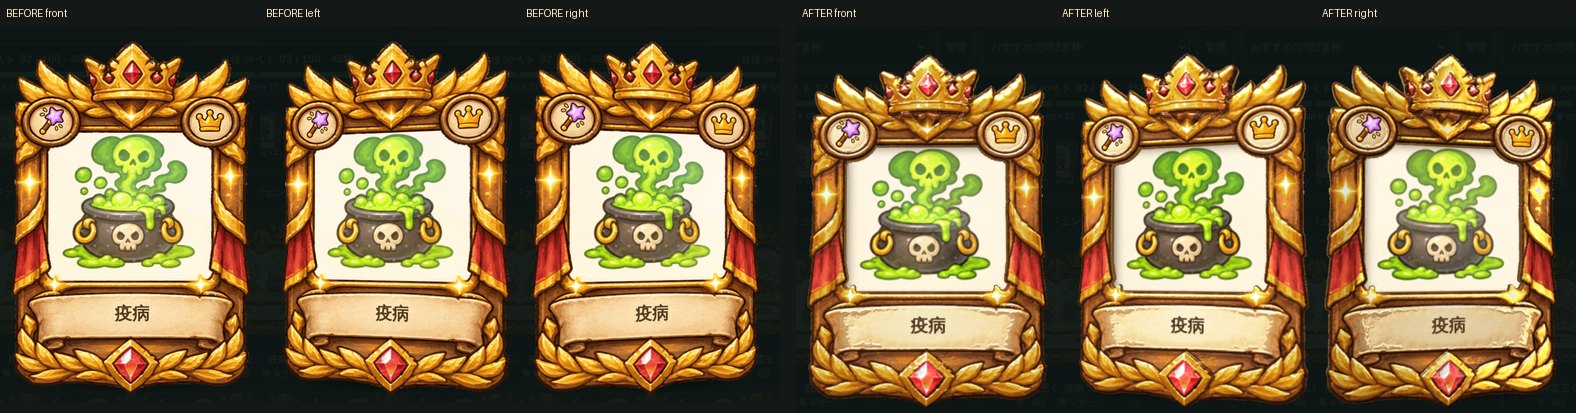 BEFORE front
BEFORE left
BEFORE right
AFTER front
AFTER left
AFTER right
疫病
疫病
疫病
疫病
疫病
疫病